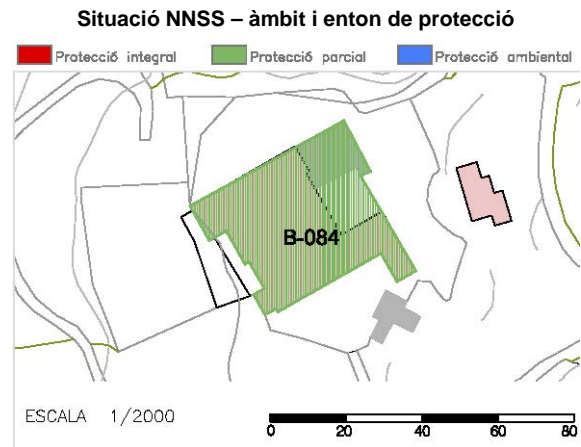 Situació NNSS – àmbit i enton de protecció
Protecció integral Protecció parcial Protecció ambiental
B-084
ESCALA 1/2000
0 20 40 60 80